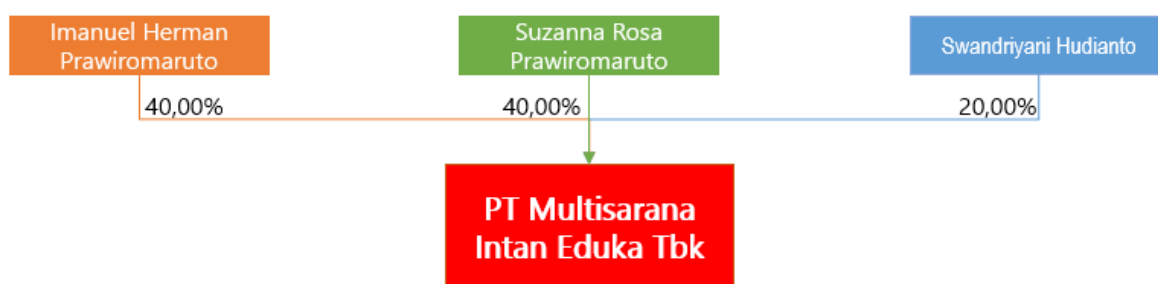 Imanuel Herman
Prawiromaruto
Suzanna Rosa
Prawiromaruto
Swandriyani Hudianto
40,00%
40,00%
20,00%
PT Multisarana
Intan Eduka Tbk